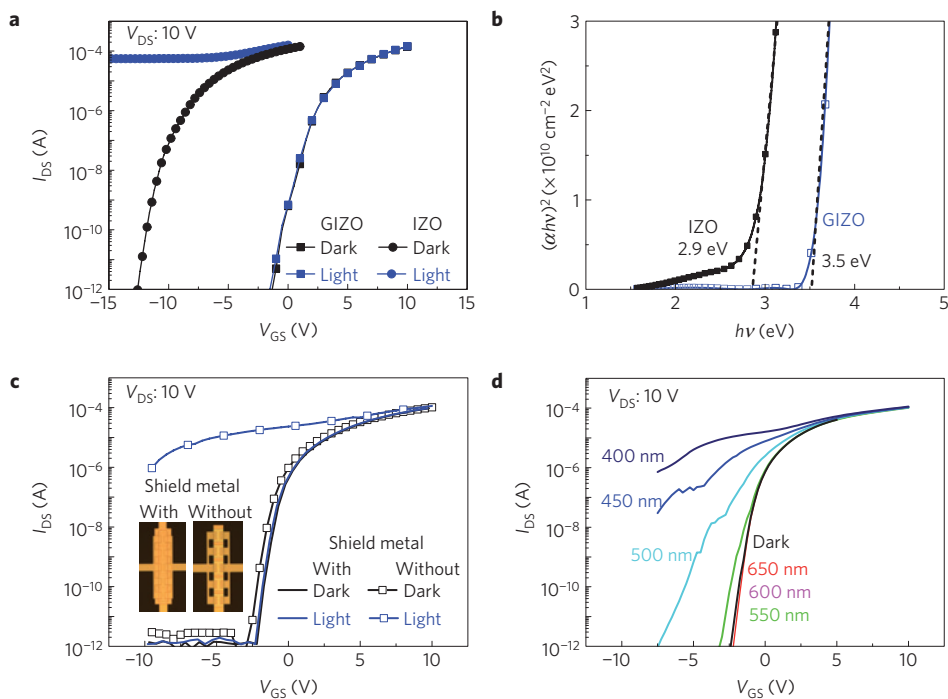 a
V_DS: 10 V
10^−4
10^−6
10^−8
10^−10
10^−12
I_DS (A)
GIZO IZO
Dark Dark
Light Light
−15 −10 −5 0 5 10 15
V_GS (V)
b
3
2
1
0
(αhν)^2 (×10^10 cm^−2 eV^2)
IZO
2.9 eV
GIZO
3.5 eV
1 2 3 4 5
hν (eV)
c
V_DS: 10 V
10^−4
10^−6
10^−8
10^−10
10^−12
I_DS (A)
Shield metal
With Without
Shield metal
With Without
Dark Dark
Light Light
−10 −5 0 5 10
V_GS (V)
d
V_DS: 10 V
10^−4
10^−6
10^−8
10^−10
10^−12
I_DS (A)
400 nm
450 nm
500 nm
Dark
650 nm
600 nm
550 nm
−10 −5 0 5 10
V_GS (V)